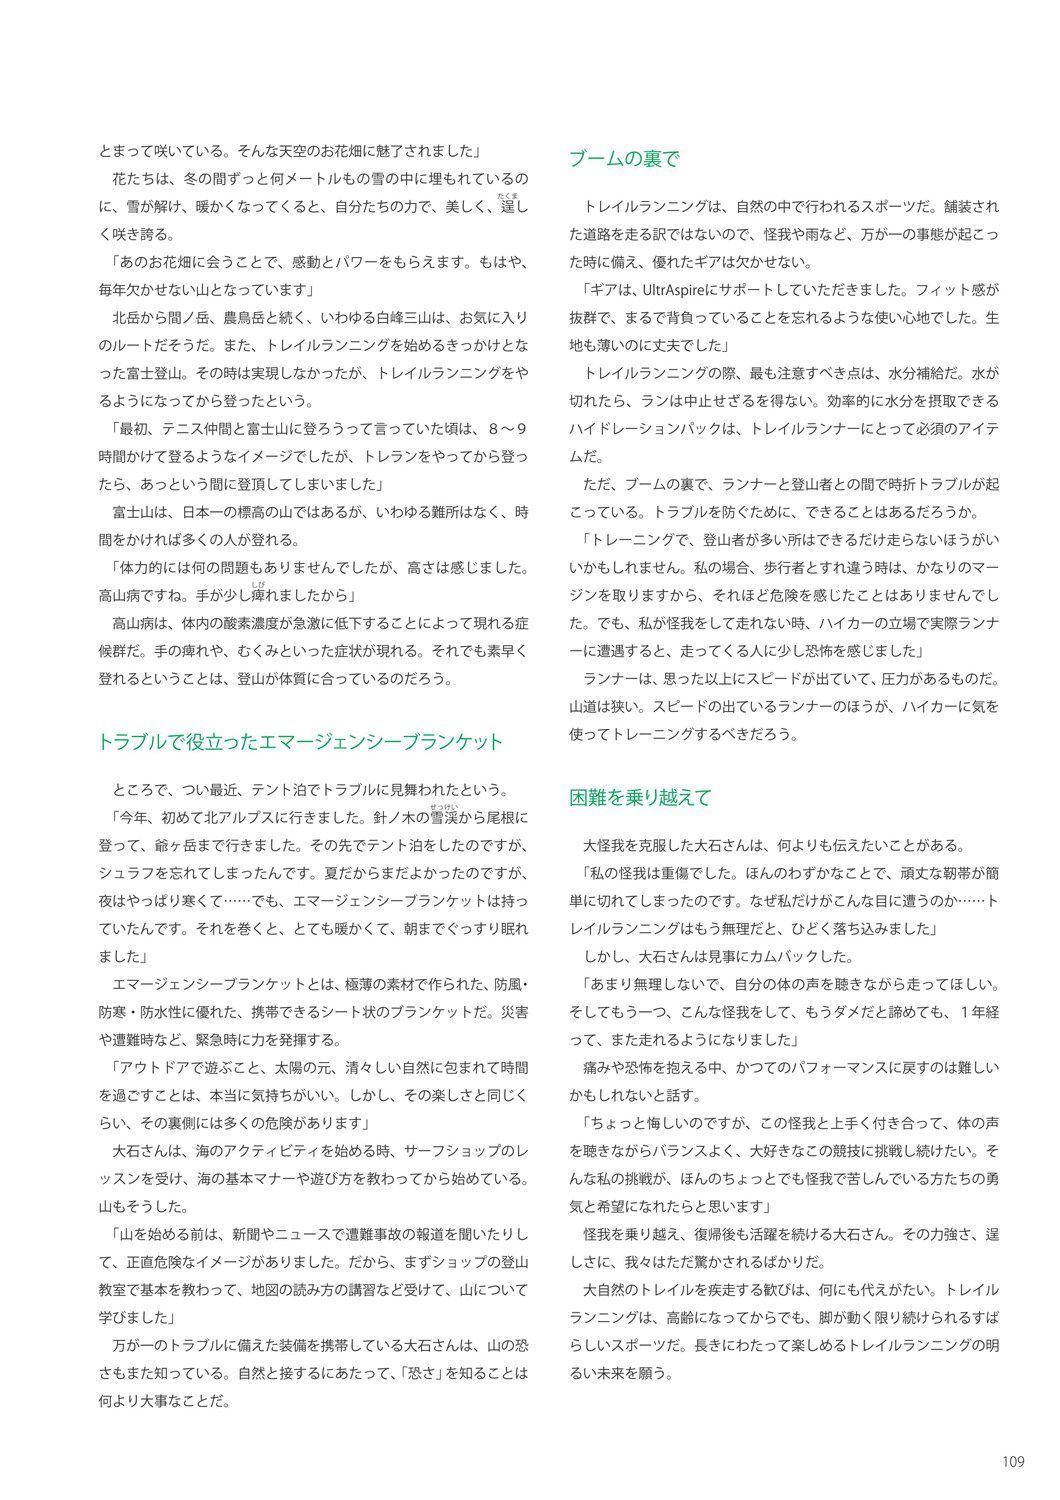 とまって咲いている。そんな天空のお花畑に魅了されました」
花たちは、冬の間ずっと何メートルもの雪の中に埋もれているの
に、雪が解け、暖かくなってくると、自分たちの力で、美しく、逞し
たくま
く咲き誇る。
「あのお花畑に会うことで、感動とパワーをもらえます。もはや、
毎年欠かせない山となっています」
北岳から間ノ岳、農鳥岳と続く、いわゆる白峰三山は、お気に入り
のルートだそうだ。また、トレイルランニングを始めるきっかけとな
った富士登山。その時は実現しなかったが、トレイルランニングをや
るようになってから登ったという。
「最初、テニス仲間と富士山に登ろうって言っていた頃は、8～9
時間かけて登るようなイメージでしたが、トレランをやってから登っ
たら、あっという間に登頂してしまいました」
富士山は、日本一の標高の山ではあるが、いわゆる難所はなく、時
間をかければ多くの人が登れる。
「体力的には何の問題もありませんでしたが、高さは感じました。
高山病ですね。手が少し痺れましたから」
しび
高山病は、体内の酸素濃度が急激に低下することによって現れる症
候群だ。手の痺れや、むくみといった症状が現れる。それでも素早く
登れるということは、登山が体質に合っているのだろう。
トラブルで役立ったエマージェンシーブランケット
ところで、つい最近、テント泊でトラブルに見舞われたという。
「今年、初めて北アルプスに行きました。針ノ木の雪渓から尾根に
せっけい
登って、爺ヶ岳まで行きました。その先でテント泊をしたのですが、
シュラフを忘れてしまったんです。夏だからまだよかったのですが、
夜はやっぱり寒くて……でも、エマージェンシーブランケットは持っ
ていたんです。それを巻くと、とても暖かくて、朝までぐっすり眠れ
ました」
エマージェンシーブランケットとは、極薄の素材で作られた、防風・
防寒・防水性に優れた、携帯できるシート状のブランケットだ。災害
や遭難時など、緊急時に力を発揮する。
「アウトドアで遊ぶこと、太陽の元、清々しい自然に包まれて時間
を過ごすことは、本当に気持ちがいい。しかし、その楽しさと同じく
らい、その裏側には多くの危険があります」
大石さんは、海のアクティビティを始める時、サーフショップのレ
ッスンを受け、海の基本マナーや遊び方を教わってから始めている。
山もそうした。
「山を始める前は、新聞やニュースで遭難事故の報道を聞いたりし
て、正直危険なイメージがありました。だから、まずショップの登山
教室で基本を教わって、地図の読み方の講習など受けて、山について
学びました」
万が一のトラブルに備えた装備を携帯している大石さんは、山の恐
さもまた知っている。自然と接するにあたって、「恐さ」を知ることは
何より大事なことだ。
ブームの裏で
トレイルランニングは、自然の中で行われるスポーツだ。舗装され
た道路を走る訳ではないので、怪我や雨など、万が一の事態が起こっ
た時に備え、優れたギアは欠かせない。
「ギアは、UltrAspireにサポートしていただきました。フィット感が
抜群で、まるで背負っていることを忘れるような使い心地でした。生
地も薄いのに丈夫でした」
トレイルランニングの際、最も注意すべき点は、水分補給だ。水が
切れたら、ランは中止せざるを得ない。効率的に水分を摂取できる
ハイドレーションパックは、トレイルランナーにとって必須のアイテ
ムだ。
ただ、ブームの裏で、ランナーと登山者との間で時折トラブルが起
こっている。トラブルを防ぐために、できることはあるだろうか。
「トレーニングで、登山者が多い所はできるだけ走らないほうがい
いかもしれません。私の場合、歩行者とすれ違う時は、かなりのマー
ジンを取りますから、それほど危険を感じたことはありませんでし
た。でも、私が怪我をして走れない時、ハイカーの立場で実際ランナ
ーに遭遇すると、走ってくる人に少し恐怖を感じました」
ランナーは、思った以上にスピードが出ていて、圧力があるものだ。
山道は狭い。スピードの出ているランナーのほうが、ハイカーに気を
使ってトレーニングするべきだろう。
困難を乗り越えて
大怪我を克服した大石さんは、何よりも伝えたいことがある。
「私の怪我は重傷でした。ほんのわずかなことで、頑丈な靭帯が簡
単に切れてしまったのです。なぜ私だけがこんな目に遭うのか……ト
レイルランニングはもう無理だと、ひどく落ち込みました」
しかし、大石さんは見事にカムバックした。
「あまり無理しないで、自分の体の声を聴きながら走ってほしい。
そしてもう一つ、こんな怪我をして、もうダメだと諦めても、1年経
って、また走れるようになりました」
痛みや恐怖を抱える中、かつてのパフォーマンスに戻すのは難しい
かもしれないと話す。
「ちょっと悔しいのですが、この怪我と上手く付き合って、体の声
を聴きながらバランスよく、大好きなこの競技に挑戦し続けたい。そ
んな私の挑戦が、ほんのちょっとでも怪我で苦しんでいる方たちの勇
気と希望になれたらと思います」
怪我を乗り越え、復帰後も活躍を続ける大石さん。その力強さ、逞
しさに、我々はただ驚かされるばかりだ。
大自然のトレイルを疾走する歓びは、何にも代えがたい。トレイル
ランニングは、高齢になってからでも、脚が動く限り続けられるすば
らしいスポーツだ。長きにわたって楽しめるトレイルランニングの明
るい未来を願う。
109